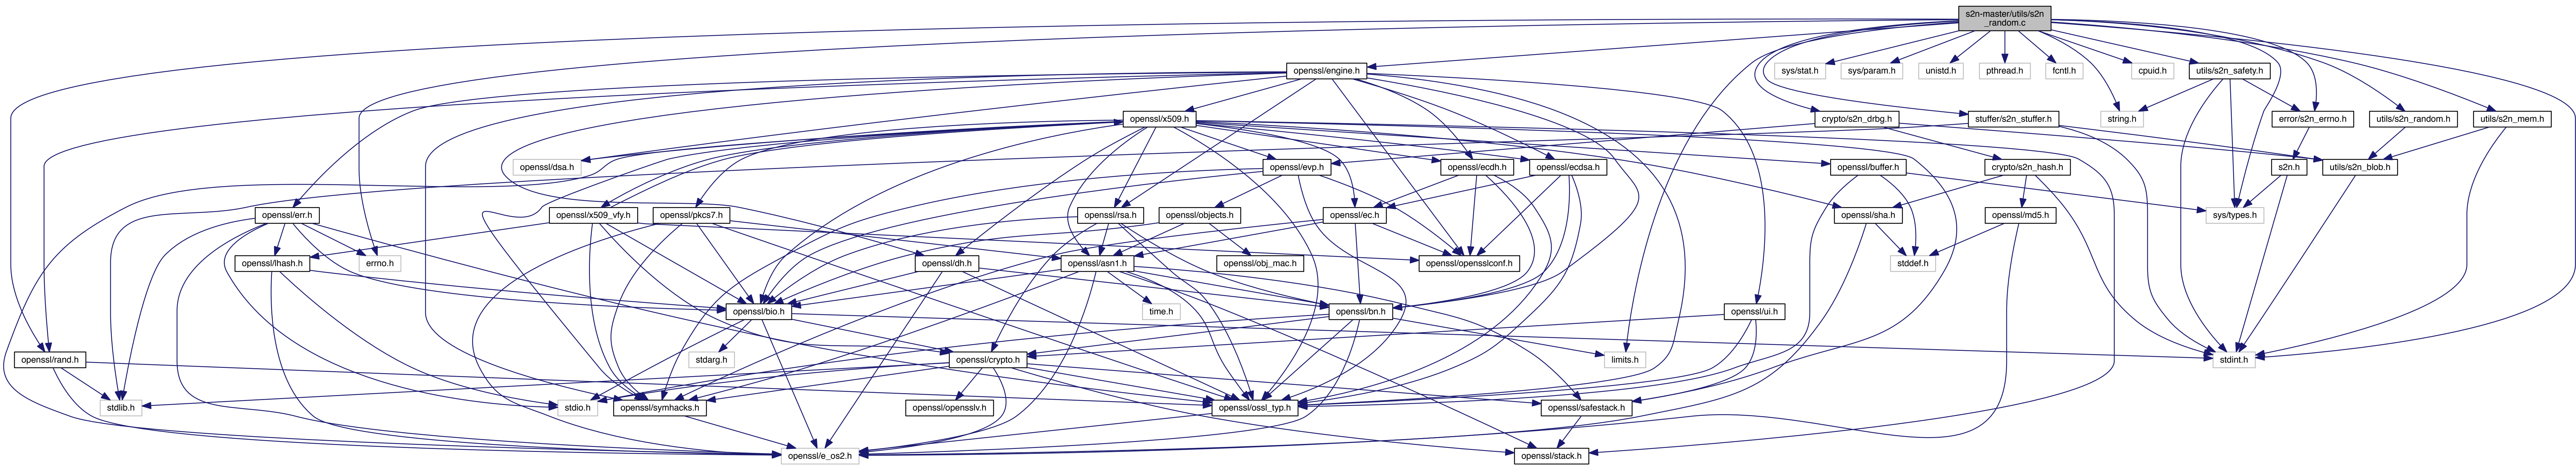 s2n-master/utils/s2n
_random.c
openssl/engine.h
sys/stat.h
sys/param.h
unistd.h
pthread.h
fcntl.h
cpuid.h
utils/s2n_safety.h
openssl/x509.h
crypto/s2n_drbg.h
stuffer/s2n_stuffer.h
string.h
error/s2n_errno.h
utils/s2n_random.h
utils/s2n_mem.h
openssl/dsa.h
openssl/evp.h
openssl/ecdh.h
openssl/ecdsa.h
openssl/buffer.h
crypto/s2n_hash.h
s2n.h
utils/s2n_blob.h
openssl/err.h
openssl/x509_vfy.h
openssl/pkcs7.h
openssl/rsa.h
openssl/objects.h
openssl/ec.h
openssl/sha.h
openssl/md5.h
sys/types.h
openssl/lhash.h
errno.h
openssl/dh.h
openssl/asn1.h
openssl/obj_mac.h
openssl/opensslconf.h
stddef.h
openssl/bio.h
time.h
openssl/bn.h
openssl/ui.h
openssl/rand.h
stdarg.h
openssl/crypto.h
limits.h
stdint.h
stdlib.h
stdio.h
openssl/symhacks.h
openssl/opensslv.h
openssl/ossl_typ.h
openssl/safestack.h
openssl/e_os2.h
openssl/stack.h